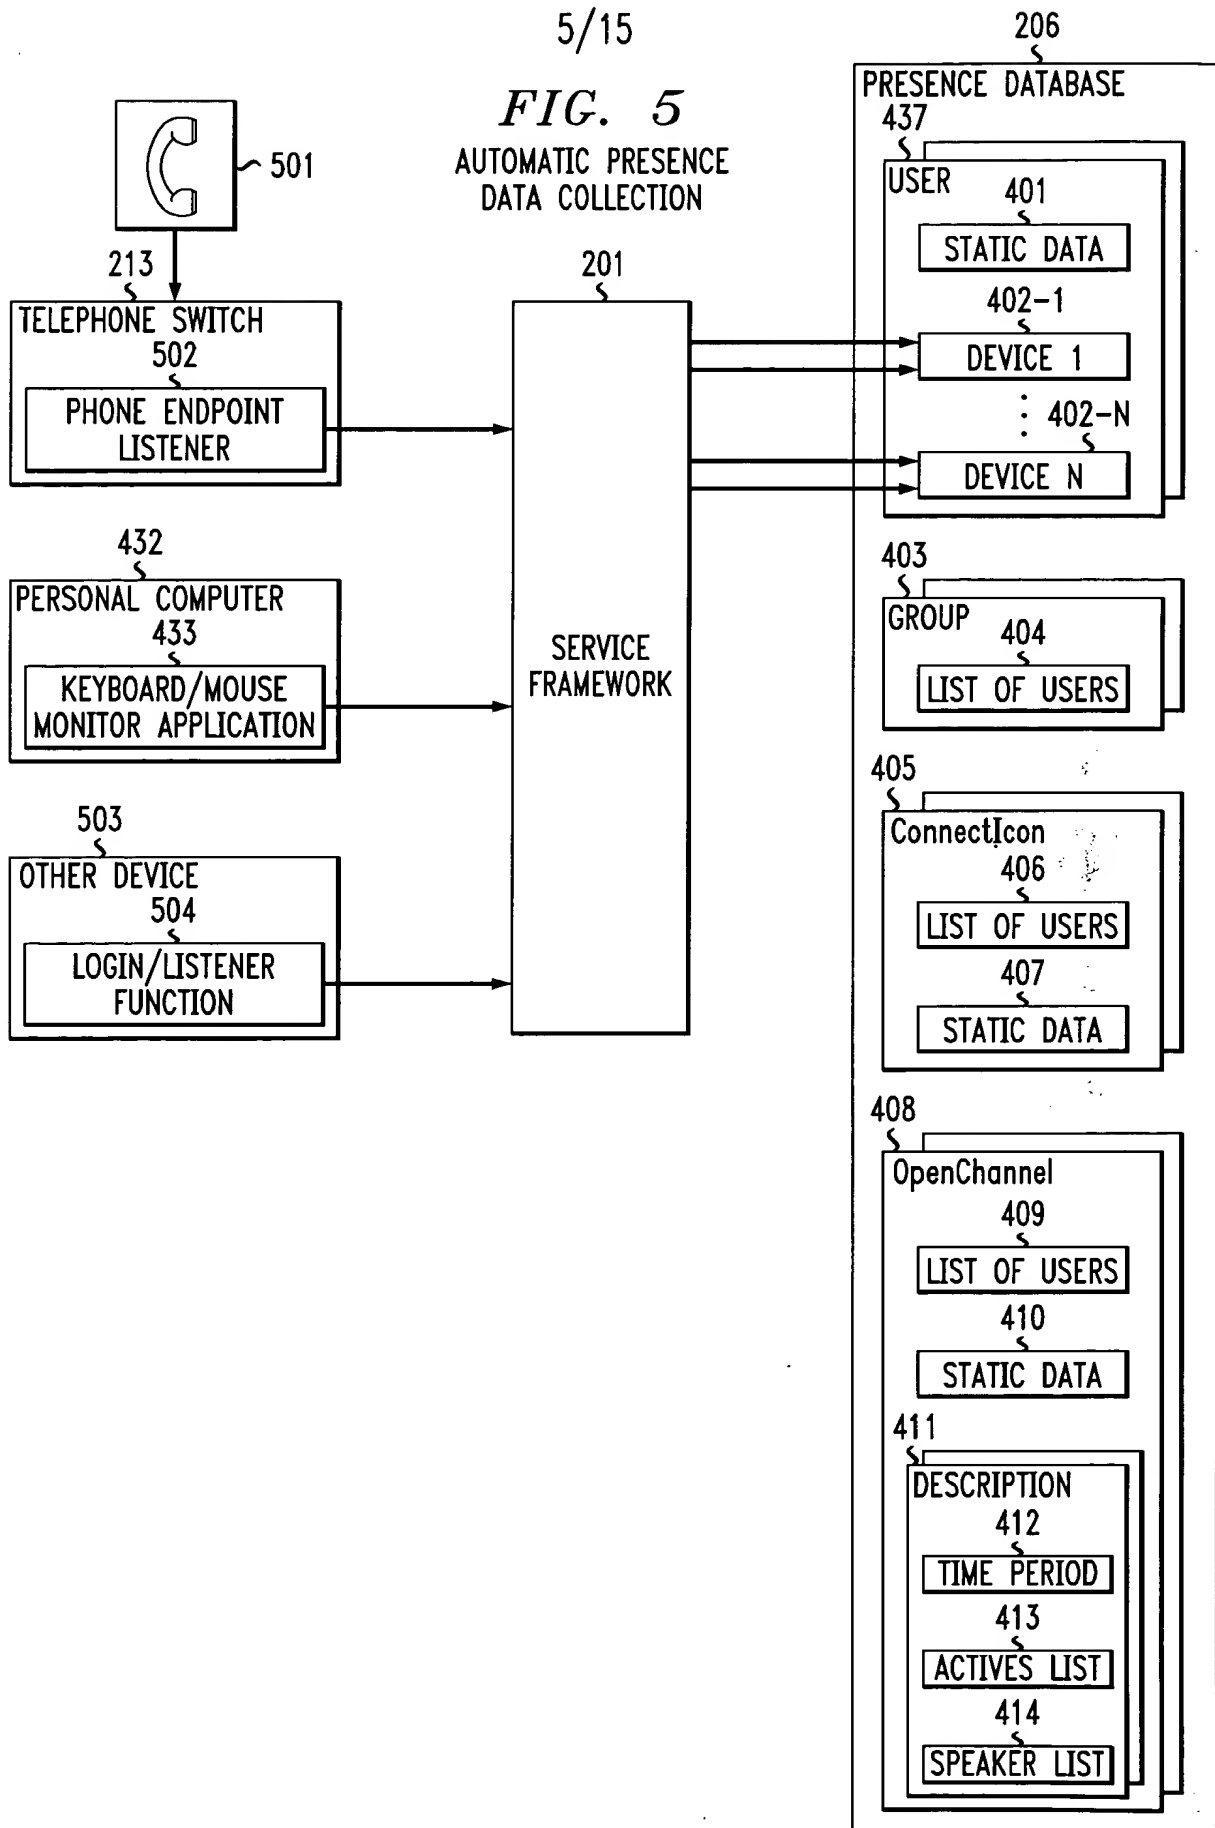 5/15
FIG. 5
AUTOMATIC PRESENCE
DATA COLLECTION
501
213
TELEPHONE SWITCH
502
PHONE ENDPOINT
LISTENER
432
PERSONAL COMPUTER
433
KEYBOARD/MOUSE
MONITOR APPLICATION
503
OTHER DEVICE
504
LOGIN/LISTENER
FUNCTION
201
SERVICE
FRAMEWORK
206
PRESENCE DATABASE
437
USER
401
STATIC DATA
402-1
DEVICE 1
402-N
DEVICE N
403
GROUP
404
LIST OF USERS
405
ConnectIcon
406
LIST OF USERS
407
STATIC DATA
408
OpenChannel
409
LIST OF USERS
410
STATIC DATA
411
DESCRIPTION
412
TIME PERIOD
413
ACTIVES LIST
414
SPEAKER LIST